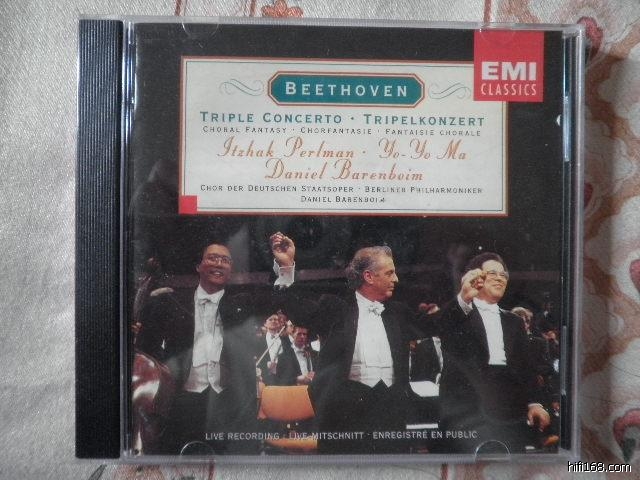 BEETHOVEN
EMI
CLASSICS
TRIPLE CONCERTO · TRIPELKONZERT
CHORAL FANTASY · CHORFANTASIE · FANTAISIE CHORALE
Itzhak Perlman · Yo-Yo Ma
Daniel Barenboim
CHOR DER DEUTSCHEN STAATSOPER · BERLINER PHILHARMONIKER
DANIEL BARENBOIM
LIVE RECORDING · LIVE-MITSCHNITT · ENREGISTRÉ EN PUBLIC
hifi168.com